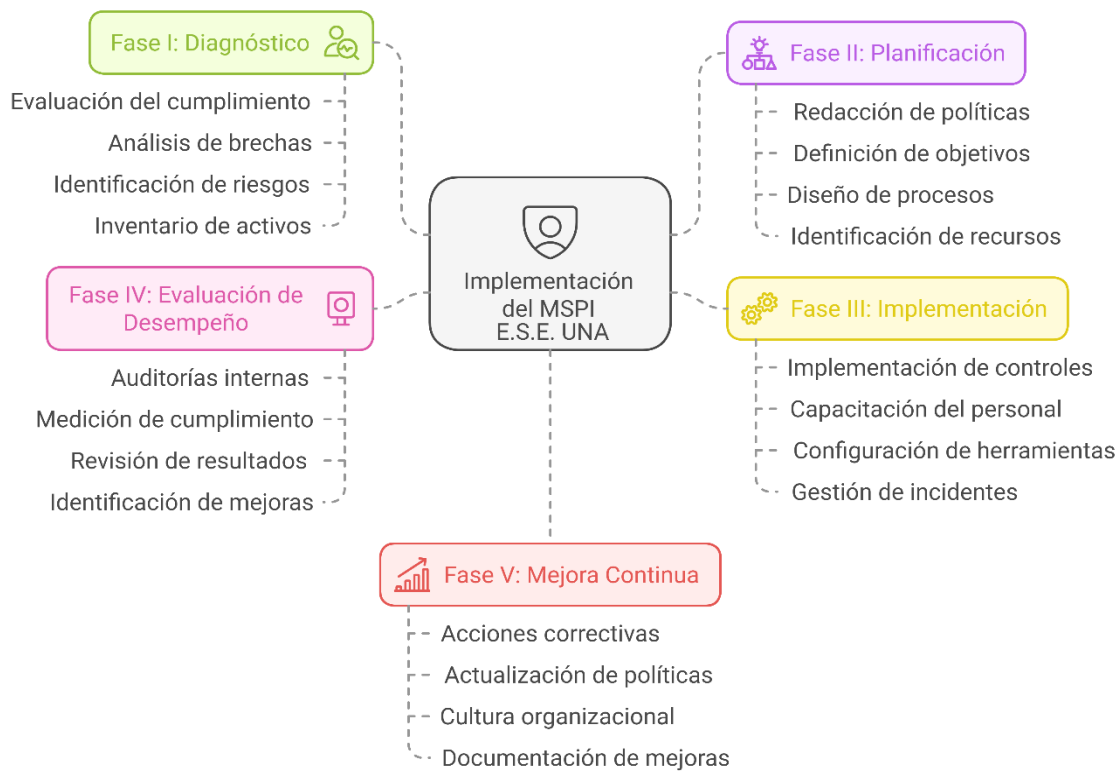 Fase I: Diagnóstico
Evaluación del cumplimiento
Análisis de brechas
Identificación de riesgos
Inventario de activos
Fase II: Planificación
Redacción de políticas
Definición de objetivos
Diseño de procesos
Identificación de recursos
Implementación
del MSPI
E.S.E. UNA
Fase III: Implementación
Implementación de controles
Capacitación del personal
Configuración de herramientas
Gestión de incidentes
Fase IV: Evaluación de
Desempeño
Auditorías internas
Medición de cumplimiento
Revisión de resultados
Identificación de mejoras
Fase V: Mejora Continua
Acciones correctivas
Actualización de políticas
Cultura organizacional
Documentación de mejoras